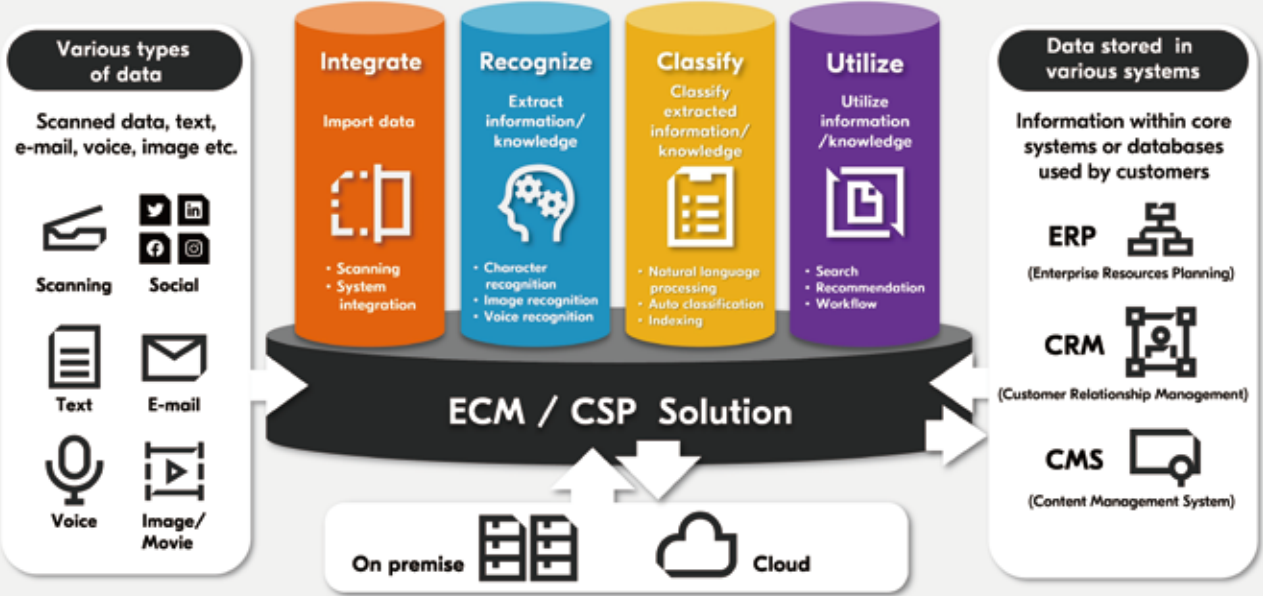 Various types
of data
Scanned data, text,
e-mail, voice, image etc.
Scanning
Social
in
Text
E-mail
Voice
Image/
Movie
Integrate
Import data
• Scanning
• System
integration
Recognize
Extract
information/
knowledge
• Character
recognition
• Image recognition
• Voice recognition
Classify
Classify
extracted
information/
knowledge
• Natural language
processing
• Auto classification
• Indexing
Utilize
Utilize
information
/knowledge
• Search
• Recommendation
• Workflow
ECM / CSP Solution
On premise
Cloud
Data stored in
various systems
Information within core
systems or databases
used by customers
ERP
(Enterprise Resources Planning)
CRM
(Customer Relationship Management)
CMS
(Content Management System)